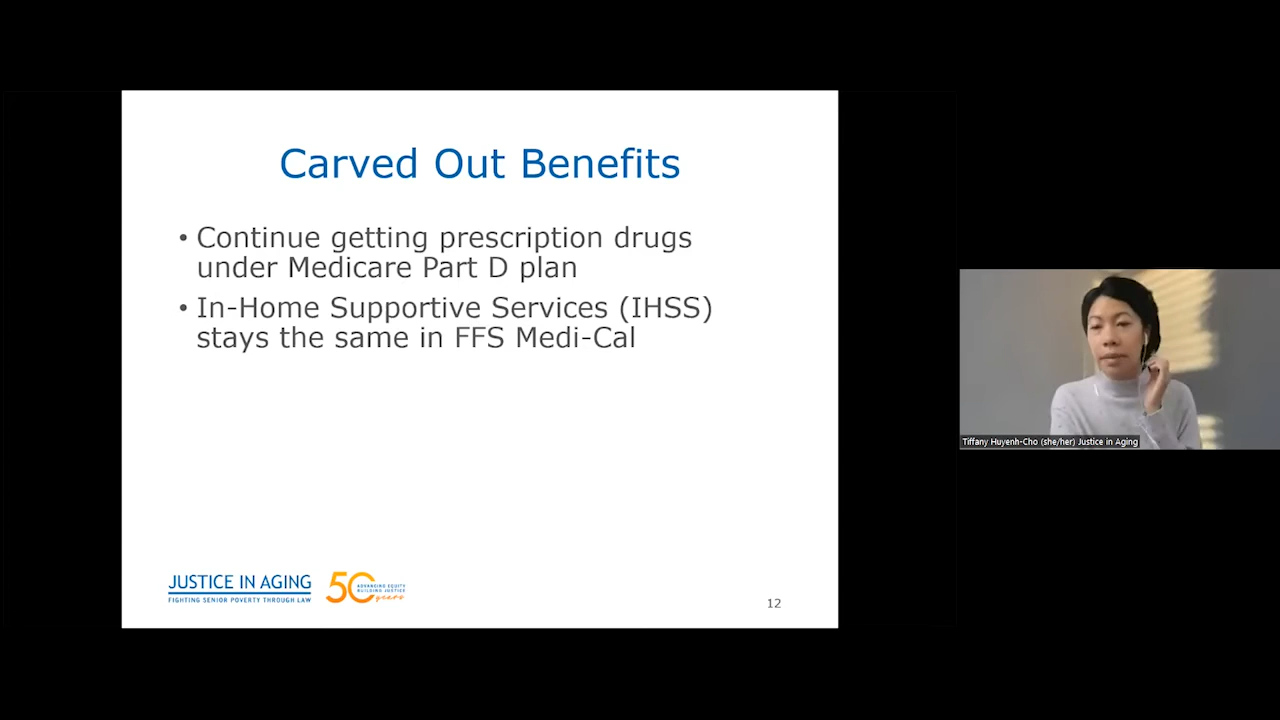 Carved Out Benefits
• Continue getting prescription drugs
under Medicare Part D plan
• In-Home Supportive Services (IHSS)
stays the same in FFS Medi-Cal
JUSTICE IN AGING
FIGHTING SENIOR POVERTY THROUGH LAW
50 years
ADVANCING EQUITY
BUILDING JUSTICE
12
Tiffany Huyenh-Cho (she/her) Justice in Aging